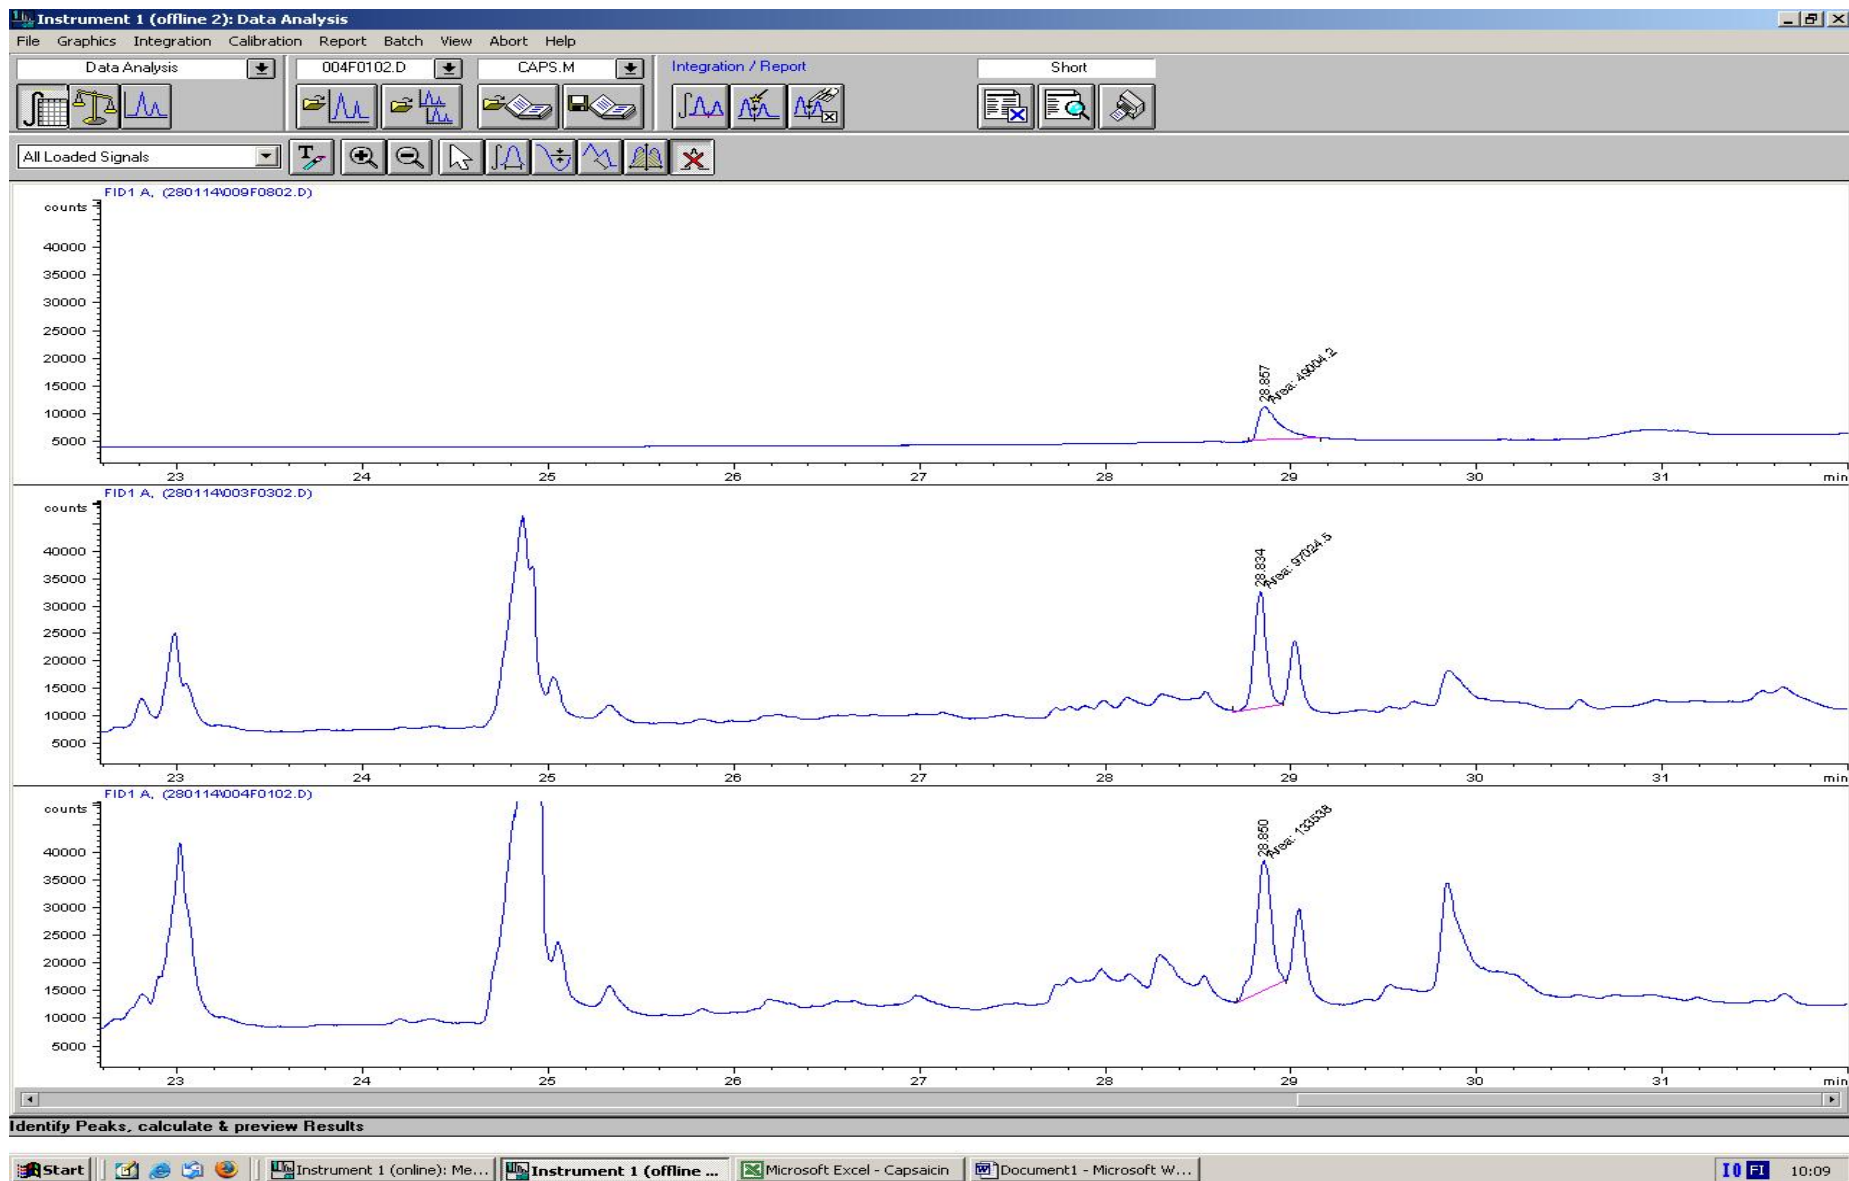 Instrument 1 (offline 2): Data Analysis
File Graphics Integration Calibration Report Batch View Abort Help
Data Analysis 004F0102.D CAPS.M Integration / Report Short
All Loaded Signals
FID1 A, (280114\009F0802.D)
counts
40000
35000
30000
25000
20000
15000
10000
5000
28.857
Area: 49004.2
23 24 25 26 27 28 29 30 31 min
FID1 A, (280114\003F0302.D)
counts
40000
35000
30000
25000
20000
15000
10000
5000
28.834
Area: 97024.5
23 24 25 26 27 28 29 30 31 min
FID1 A, (280114\004F0102.D)
counts
40000
35000
30000
25000
20000
15000
10000
5000
28.850
Area: 133538
23 24 25 26 27 28 29 30 31 min
Identify Peaks, calculate & preview Results
Start Instrument 1 (online): Me... Instrument 1 (offline ... Microsoft Excel - Capsaicin Document1 - Microsoft W... FI 10:09